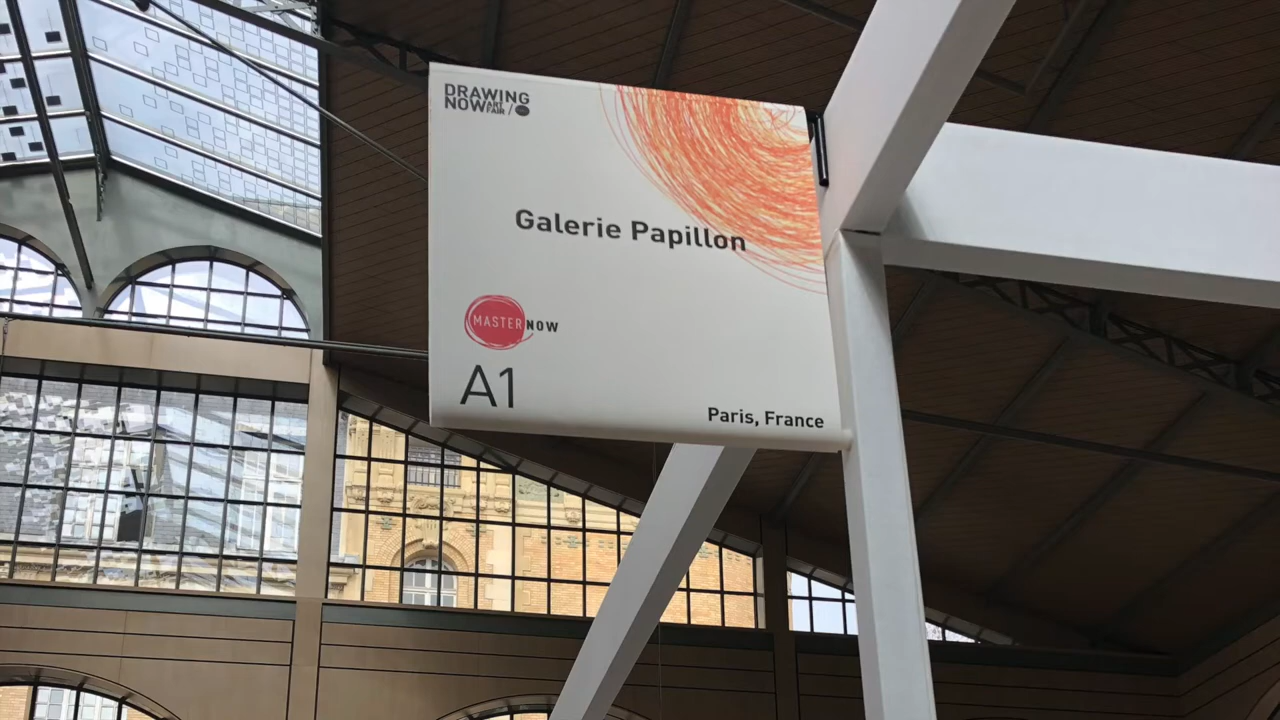 DRAWING
NOW ART FAIR /
Galerie Papillon
MASTER NOW
A1
Paris, France